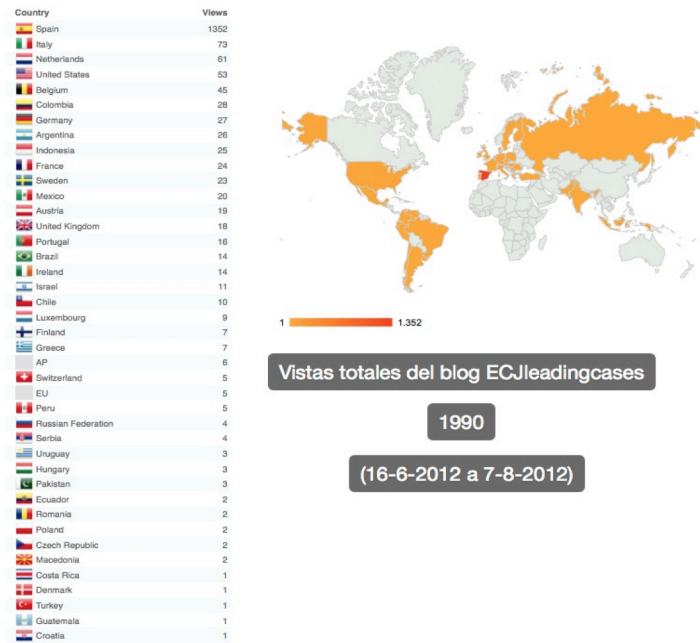 Country Views
Spain 1352
Italy 73
Netherlands 61
United States 53
Belgium 45
Colombia 28
Germany 27
Argentina 26
Indonesia 25
France 24
Sweden 23
Mexico 20
Austria 19
United Kingdom 18
Portugal 16
Brazil 14
Ireland 14
Israel 11
Chile 10
Luxembourg 9
Finland 7
Greece 7
AP 6
Switzerland 5
EU 5
Peru 5
Russian Federation 4
Serbia 4
Uruguay 3
Hungary 3
Pakistan 3
Ecuador 2
Romania 2
Poland 2
Czech Republic 2
Macedonia 2
Costa Rica 1
Denmark 1
Turkey 1
Guatemala 1
Croatia 1
1 1.352
Vistas totales del blog ECJleadingcases
1990
(16-6-2012 a 7-8-2012)